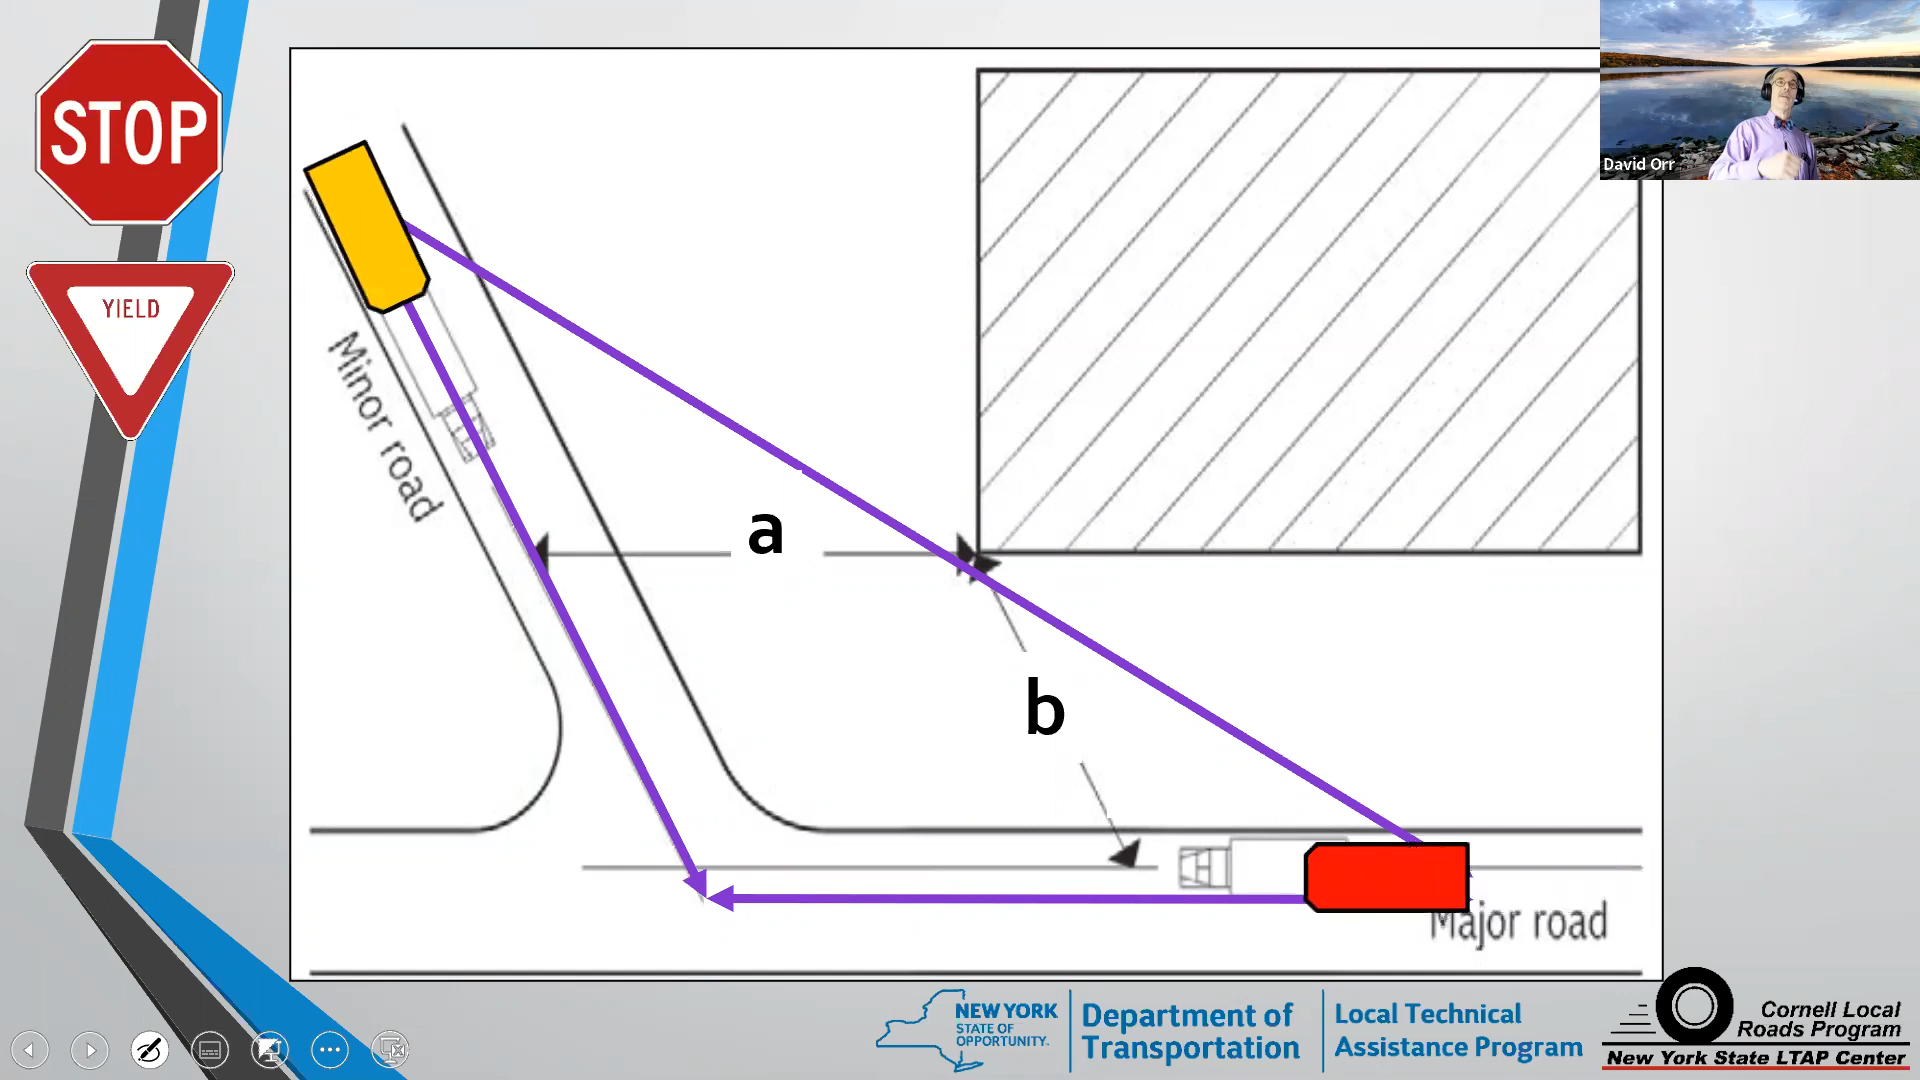 STOP
YIELD
David Orr
Minor road
a
b
Major road
NEW YORK
STATE OF
OPPORTUNITY.
Department of
Transportation
Local Technical
Assistance Program
Cornell Local
Roads Program
New York State LTAP Center